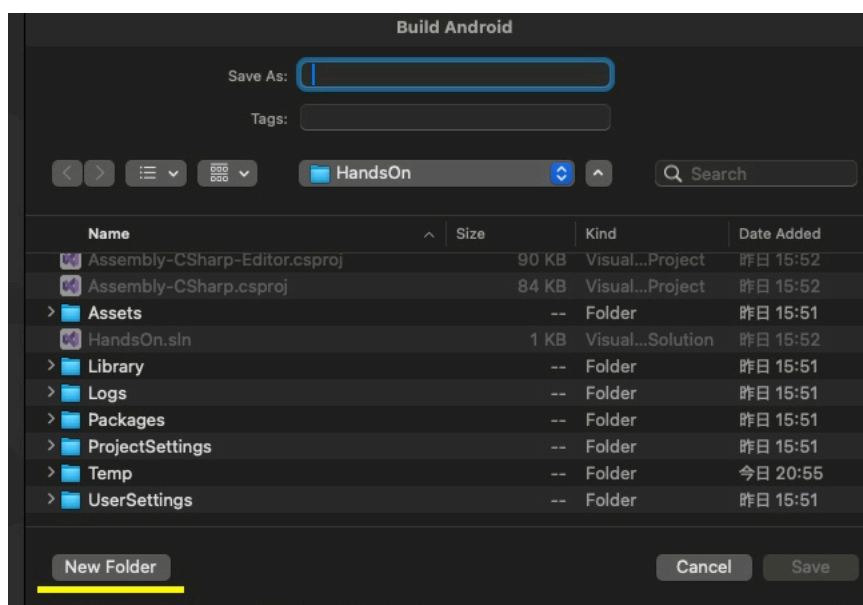 Build Android
Save As:
Tags:
HandsOn
Search
Name Size Kind Date Added
Assembly-CSharp-Editor.csproj 90 KB Visual...Project 昨日 15:52
Assembly-CSharp.csproj 84 KB Visual...Project 昨日 15:52
Assets -- Folder 昨日 15:51
HandsOn.sln 1 KB Visual...Solution 昨日 15:52
Library -- Folder 昨日 15:51
Logs -- Folder 昨日 15:51
Packages -- Folder 昨日 15:51
ProjectSettings -- Folder 昨日 15:51
Temp -- Folder 今日 20:55
UserSettings -- Folder 昨日 15:51
New Folder Cancel Save